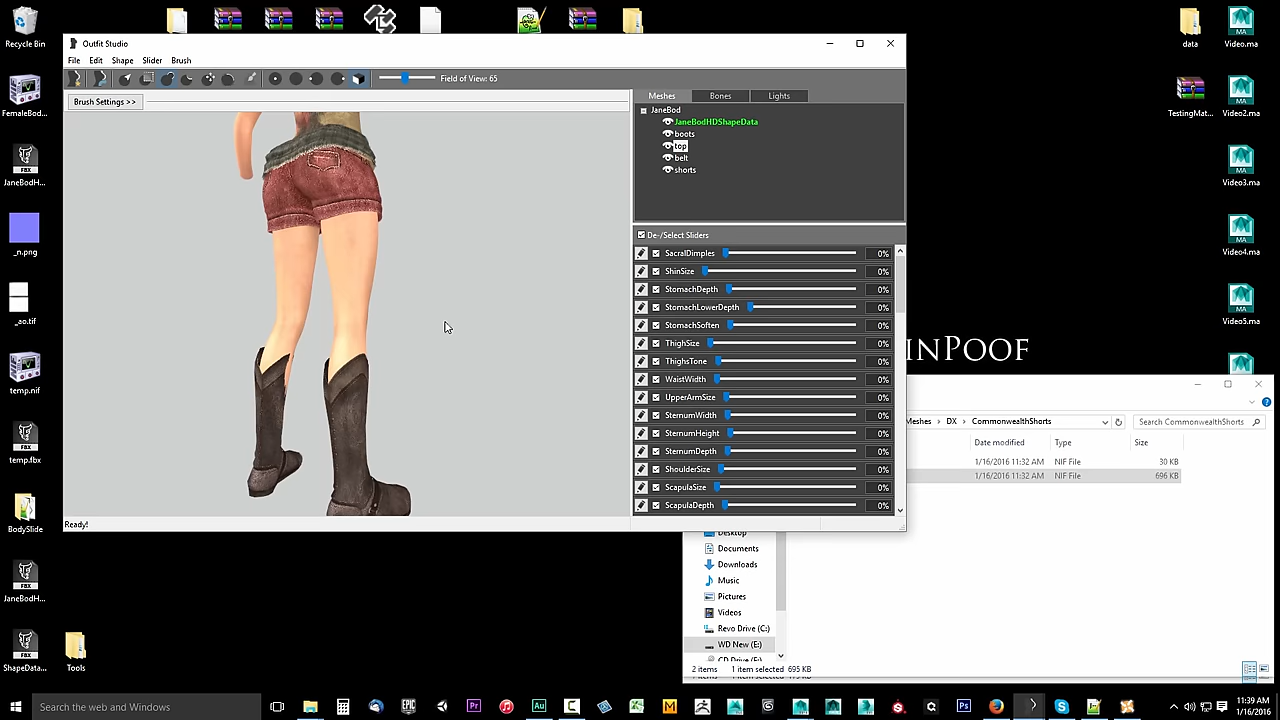 Recycle Bin
FemaleBod...
JaneBodH...
_n.png
_ao.tif
temp.nif
temp.fbx
BodySlide
JaneBodH...
ShapeData...
Tools
data
TestingMat...
Video.ma
Video2.ma
Video3.ma
Video4.ma
Video5.ma
INPOOF
Outfit Studio
File Edit Shape Slider Brush
Field of View: 65
Brush Settings >>
Meshes Bones Lights
JaneBod
JaneBodHDShapeData
boots
top
belt
shorts
De-/Select Sliders
SacralDimples 0%
ShinSize 0%
StomachDepth 0%
StomachLowerDepth 0%
StomachSoften 0%
ThighSize 0%
ThighsTone 0%
WaistWidth 0%
UpperArmSize 0%
SternumWidth 0%
SternumHeight 0%
SternumDepth 0%
ShoulderSize 0%
ScapulaSize 0%
ScapulaDepth 0%
Ready!
Meshes > DX > CommonwealthShorts
Search CommonwealthShorts
Date modified Type Size
1/16/2016 11:32 AM NIF File 30 KB
1/16/2016 11:32 AM NIF File 696 KB
Desktop
Documents
Downloads
Music
Pictures
Videos
Revo Drive (C:)
WD New (E:)
CD Drive (F:)
2 items 1 item selected 695 KB
Search the web and Windows
11:39 AM
1/16/2016